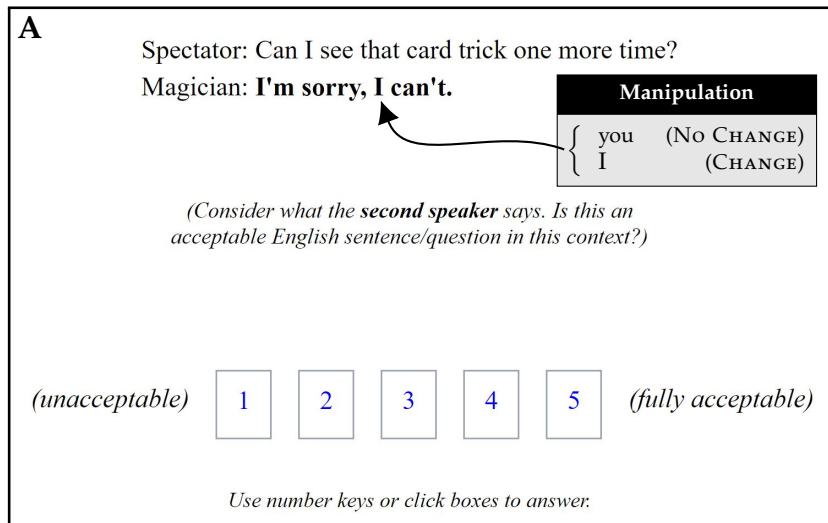 A
Spectator: Can I see that card trick one more time?
Magician: I'm sorry, I can't.
Manipulation
you (No Change)
I (Change)
(Consider what the second speaker says. Is this an
acceptable English sentence/question in this context?)
(unacceptable) 1 2 3 4 5 (fully acceptable)
Use number keys or click boxes to answer.